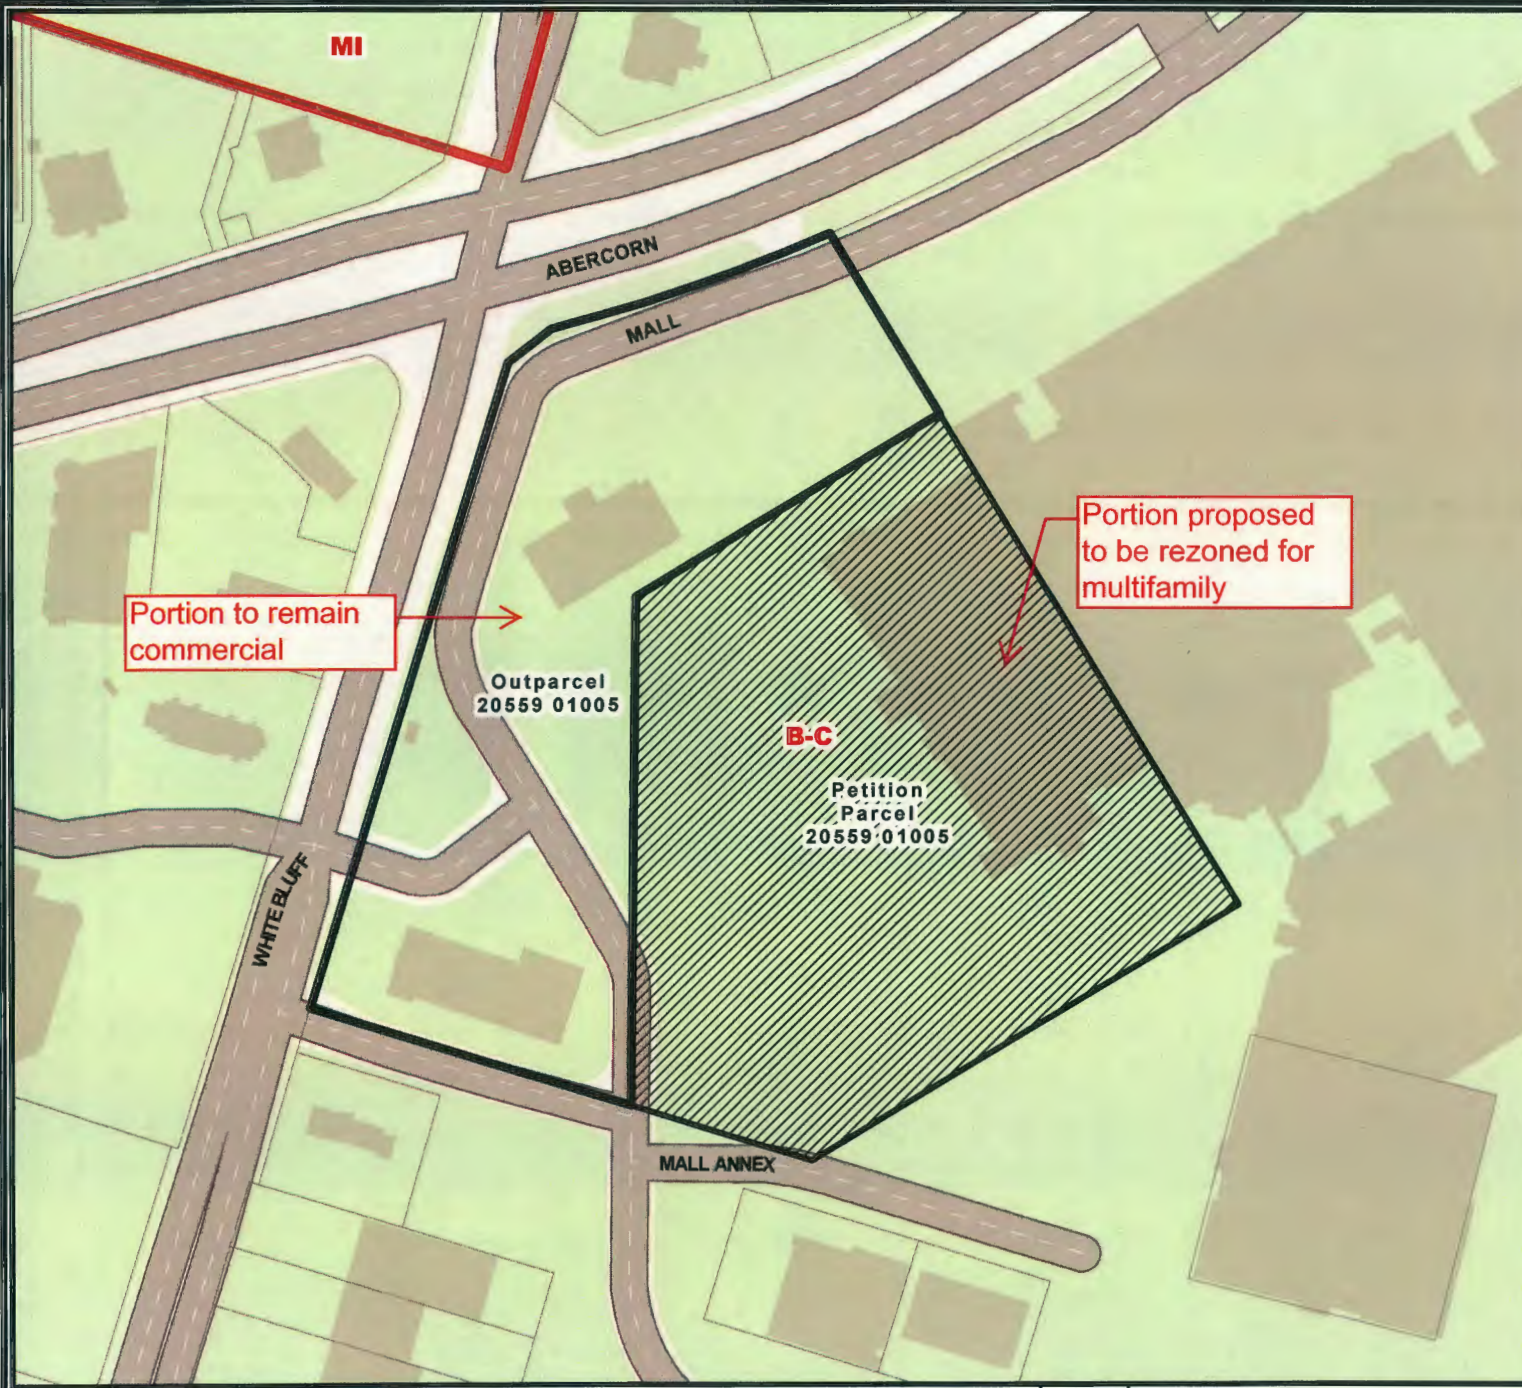 MI
ABERCORN
MALL
Portion proposed
to be rezoned for
multifamily
Portion to remain
commercial
Outparcel
20559 01005
B-C
Petition
Parcel
20559 01005
WHITE BLUFF
MALL ANNEX